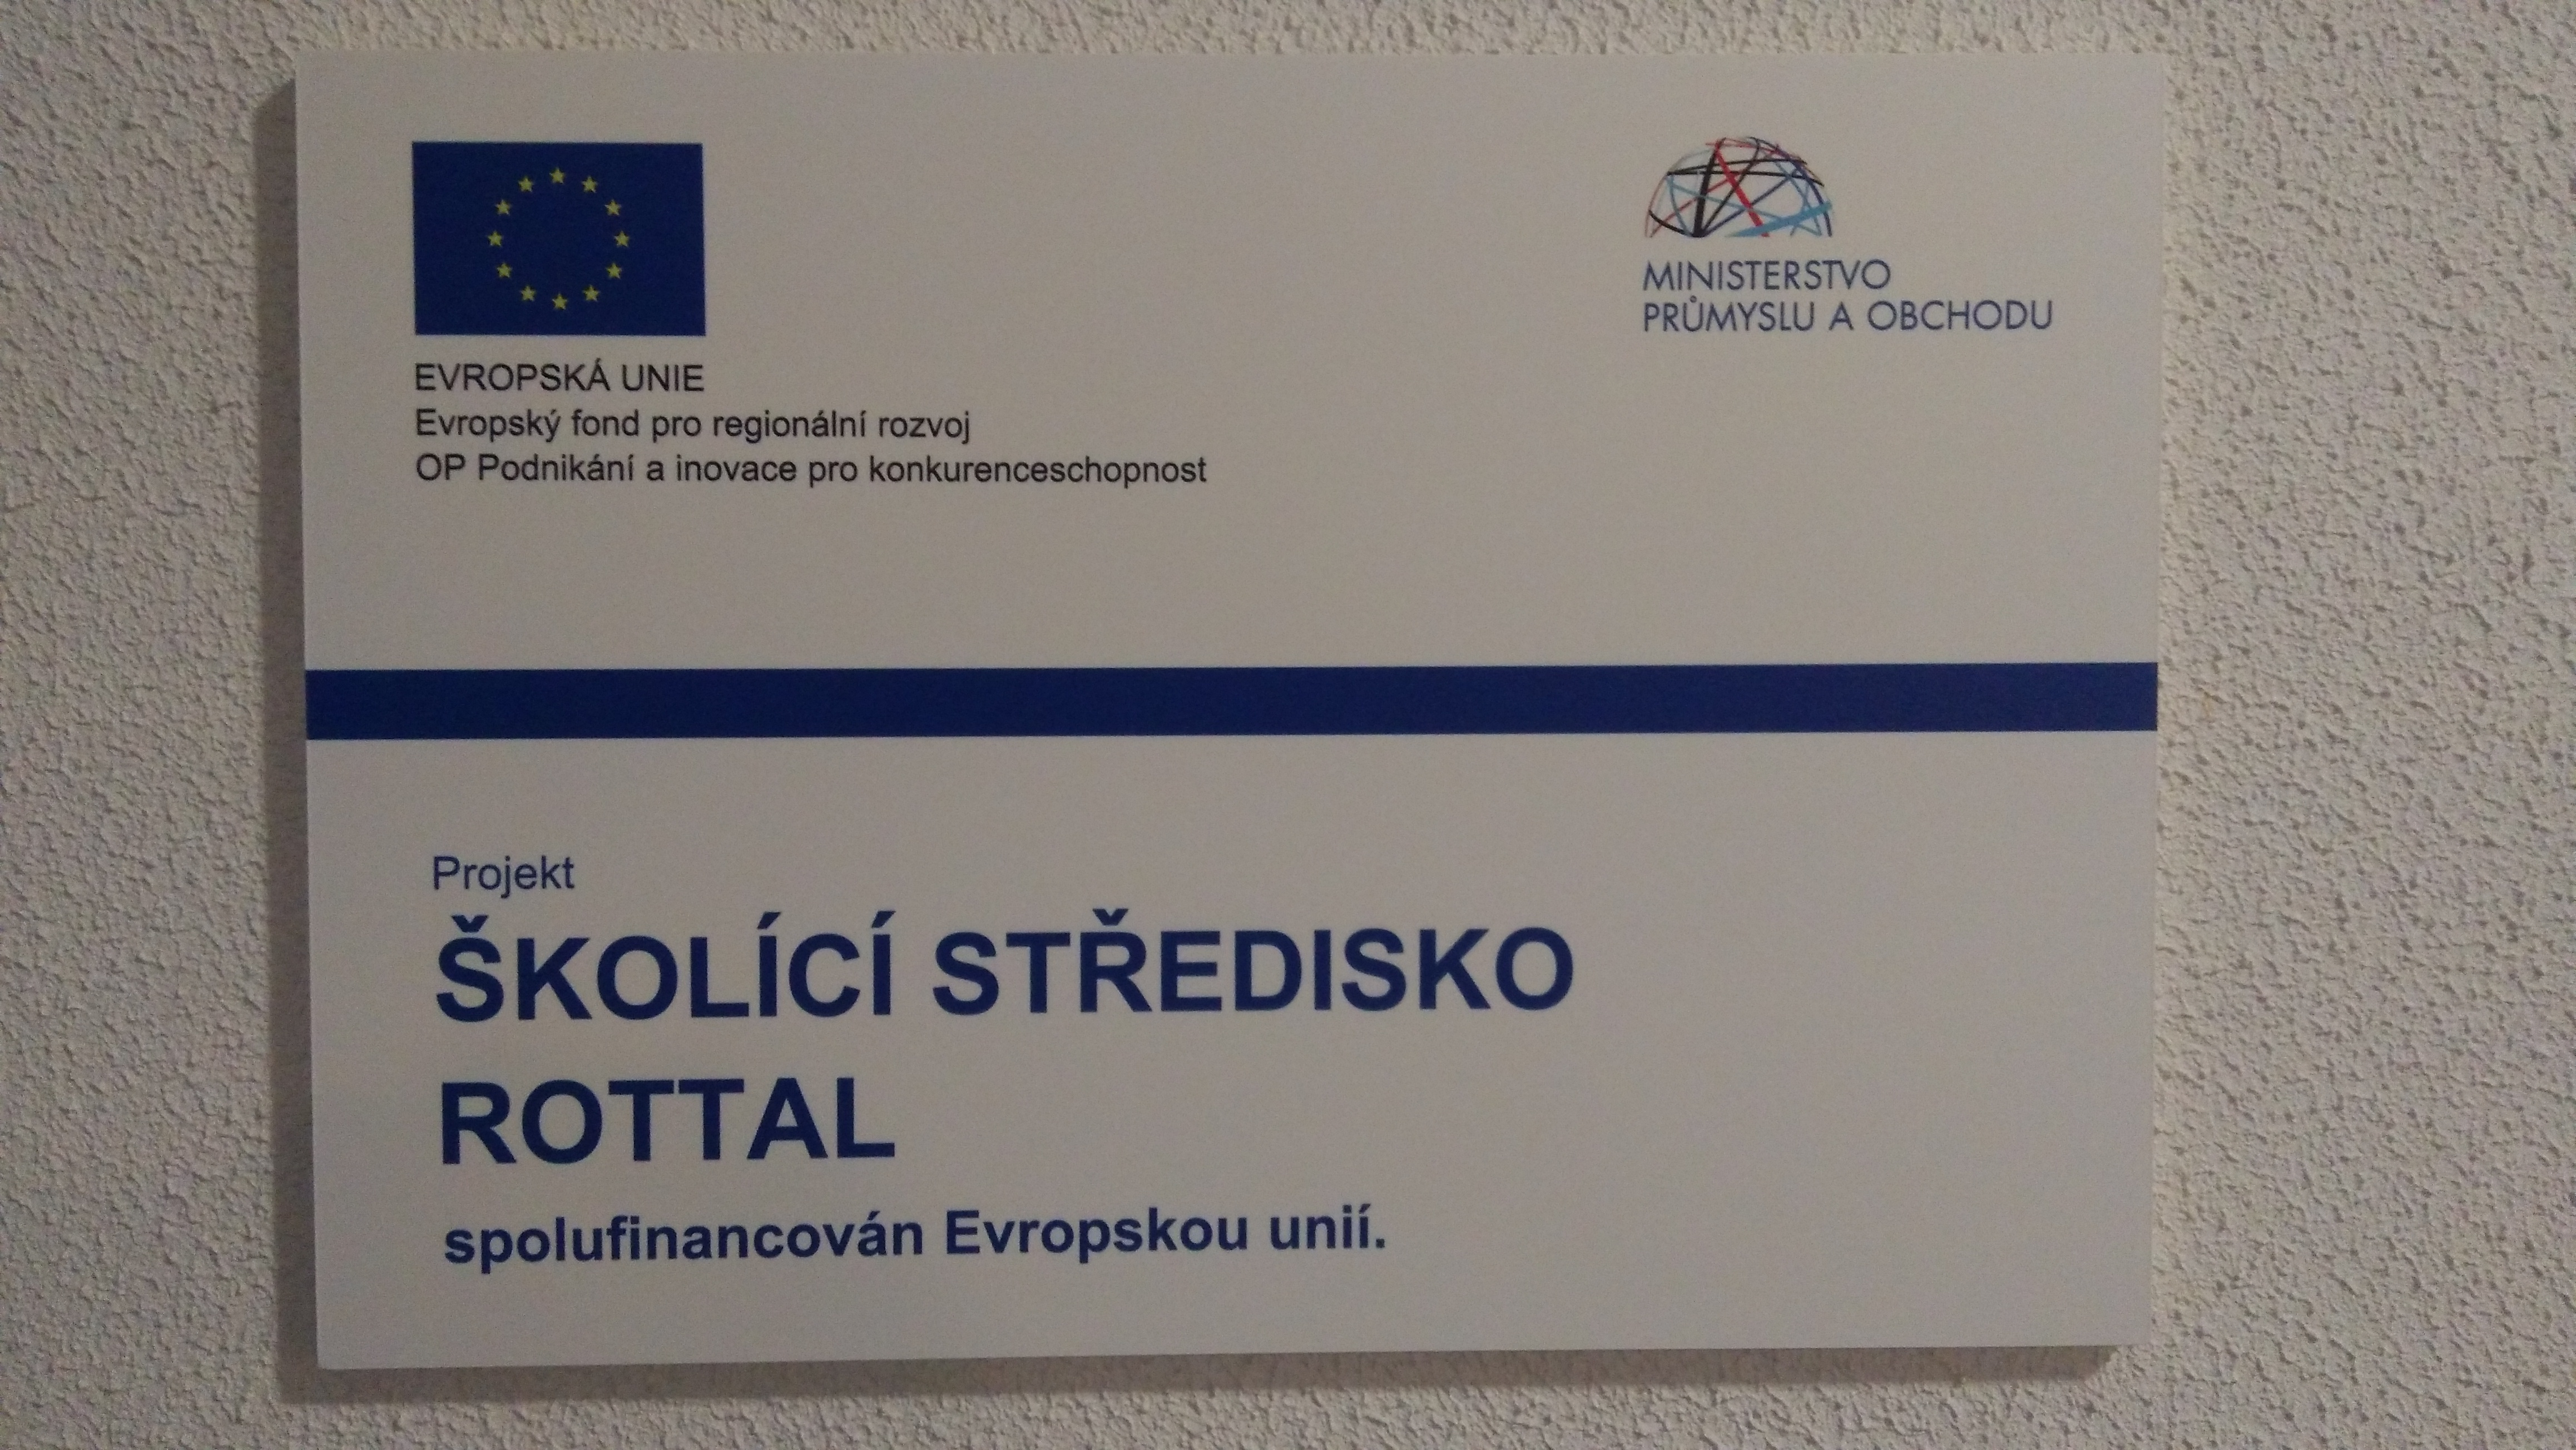 EVROPSKÁ UNIE
Evropský fond pro regionální rozvoj
OP Podnikání a inovace pro konkurenceschopnost
MINISTERSTVO
PRŮMYSLU A OBCHODU
Projekt
ŠKOLÍCÍ STŘEDISKO
ROTTAL
spolufinancován Evropskou unií.